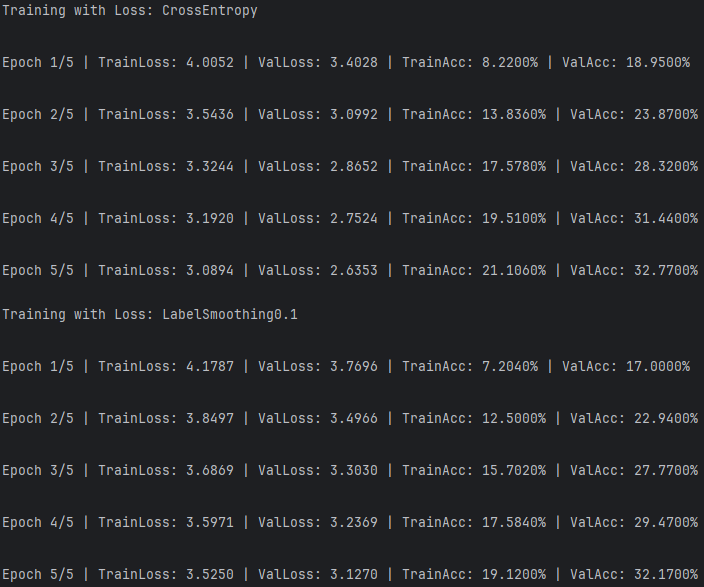 Training with Loss: CrossEntropy
Epoch 1/5 | TrainLoss: 4.0052 | ValLoss: 3.4028 | TrainAcc: 8.2200% | ValAcc: 18.9500%
Epoch 2/5 | TrainLoss: 3.5436 | ValLoss: 3.0992 | TrainAcc: 13.8360% | ValAcc: 23.8700%
Epoch 3/5 | TrainLoss: 3.3244 | ValLoss: 2.8652 | TrainAcc: 17.5780% | ValAcc: 28.3200%
Epoch 4/5 | TrainLoss: 3.1920 | ValLoss: 2.7524 | TrainAcc: 19.5100% | ValAcc: 31.4400%
Epoch 5/5 | TrainLoss: 3.0894 | ValLoss: 2.6353 | TrainAcc: 21.1060% | ValAcc: 32.7700%
Training with Loss: LabelSmoothing0.1
Epoch 1/5 | TrainLoss: 4.1787 | ValLoss: 3.7696 | TrainAcc: 7.2040% | ValAcc: 17.0000%
Epoch 2/5 | TrainLoss: 3.8497 | ValLoss: 3.4966 | TrainAcc: 12.5000% | ValAcc: 22.9400%
Epoch 3/5 | TrainLoss: 3.6869 | ValLoss: 3.3030 | TrainAcc: 15.7020% | ValAcc: 27.7700%
Epoch 4/5 | TrainLoss: 3.5971 | ValLoss: 3.2369 | TrainAcc: 17.5840% | ValAcc: 29.4700%
Epoch 5/5 | TrainLoss: 3.5250 | ValLoss: 3.1270 | TrainAcc: 19.1200% | ValAcc: 32.1700%